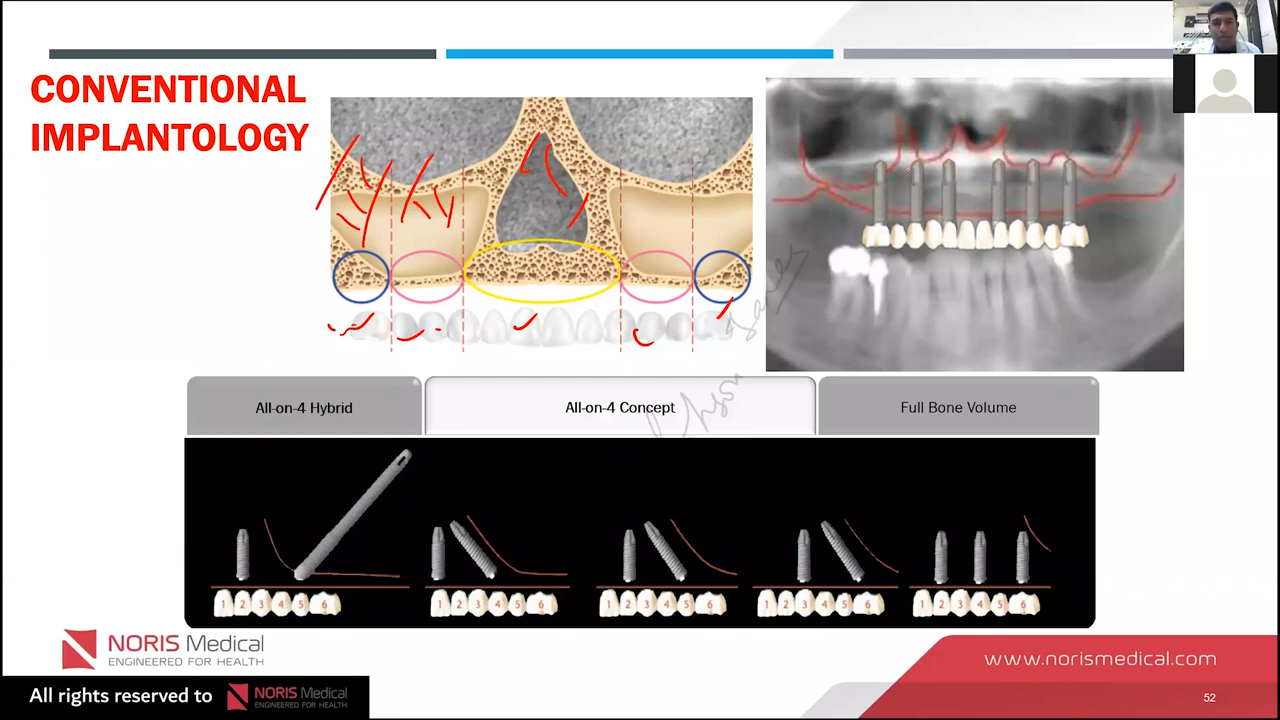 CONVENTIONAL
IMPLANTOLOGY
All-on-4 Hybrid
All-on-4 Concept
Full Bone Volume
1 2 3 4 5 6
1 2 3 4 5 6
1 2 3 4 5 6
1 2 3 4 5 6
1 2 3 4 5 6
NORIS Medical
ENGINEERED FOR HEALTH
www.norismedical.com
All rights reserved to
NORIS Medical
ENGINEERED FOR HEALTH
52